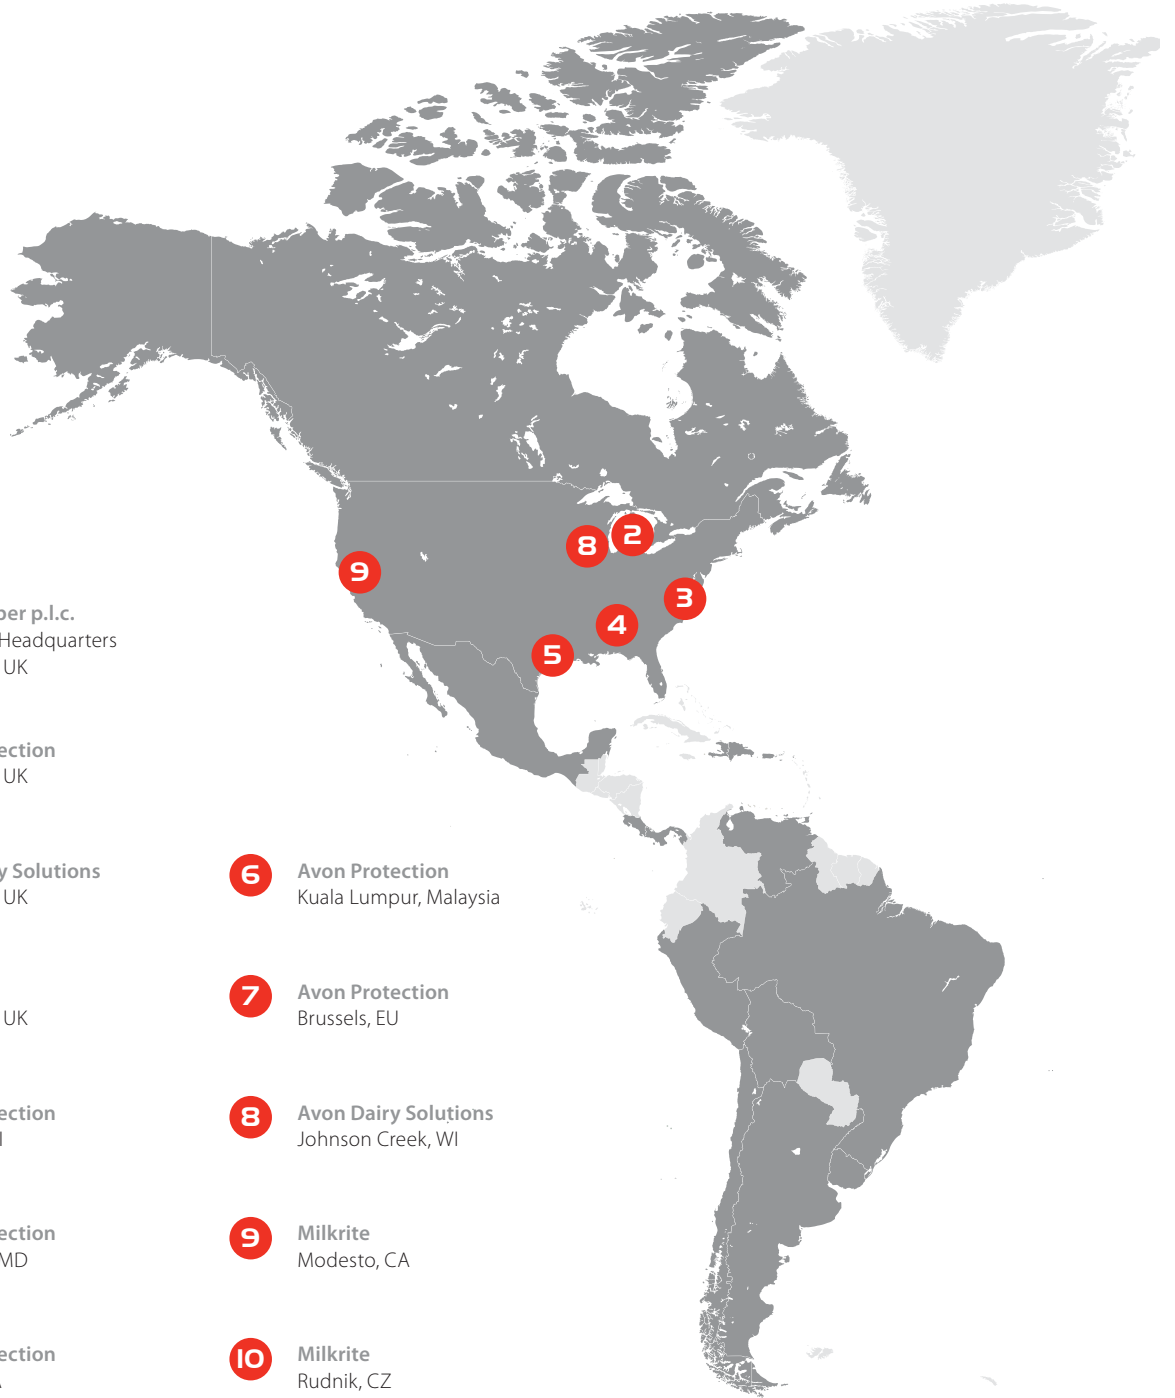 8
2
9
3
4
5
per p.l.c.
Headquarters
UK
ection
UK
y Solutions
UK
UK
ection
ection
MD
ection
6
Avon Protection
Kuala Lumpur, Malaysia
7
Avon Protection
Brussels, EU
8
Avon Dairy Solutions
Johnson Creek, WI
9
Milkrite
Modesto, CA
10
Milkrite
Rudnik, CZ